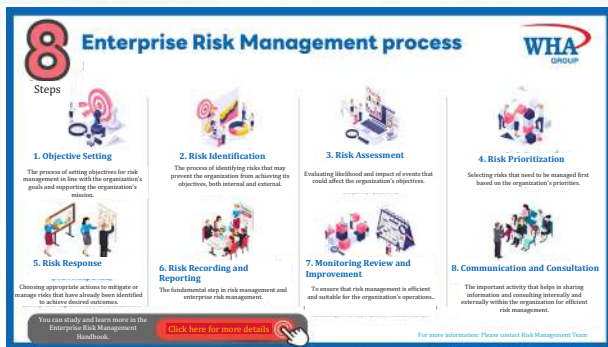 8 Enterprise Risk Management process
WHA
GROUP
Steps
1. Objective Setting
The process of setting objectives for risk
management in line with the organization's
goals and supporting the organization's
mission.
2. Risk Identification
The process of identifying risks that may
prevent the organization from achieving its
objectives, both internal and external.
3. Risk Assessment
Evaluating likelihood and impact of events that
could affect the organization's objectives.
4. Risk Prioritization
Selecting risks that need to be managed first
based on the organization's priorities.
5. Risk Response
Choosing appropriate actions to mitigate or
manage risks that have already been identified
to achieve desired outcomes.
6. Risk Recording and
Reporting
The fundamental step in risk management and
enterprise risk management.
7. Monitoring Review and
Improvement
To ensure that risk management is efficient
and suitable for the organization's operations.
8. Communication and Consultation
The important activity that helps in sharing
information and consulting internally and
externally within the organization for efficient
risk management.
You can study and learn more in the
Enterprise Risk Management
Handbook.
Click here for more details
For more information: Please contact Risk Management Team